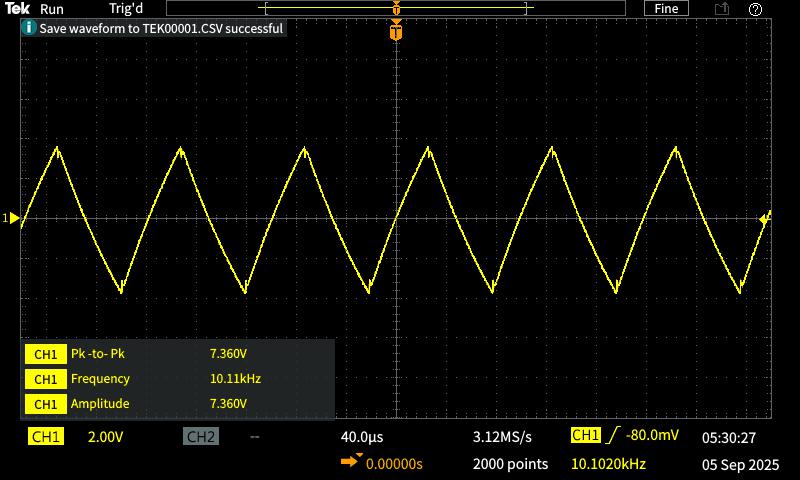 Tek Run Trig'd T Fine ?
i Save waveform to TEK00001.CSV successful
T
1
CH1 Pk -to- Pk 7.360V
CH1 Frequency 10.11kHz
CH1 Amplitude 7.360V
CH1 2.00V CH2 -- 40.0µs 3.12MS/s CH1 -80.0mV 05:30:27
0.00000s 2000 points 10.1020kHz 05 Sep 2025